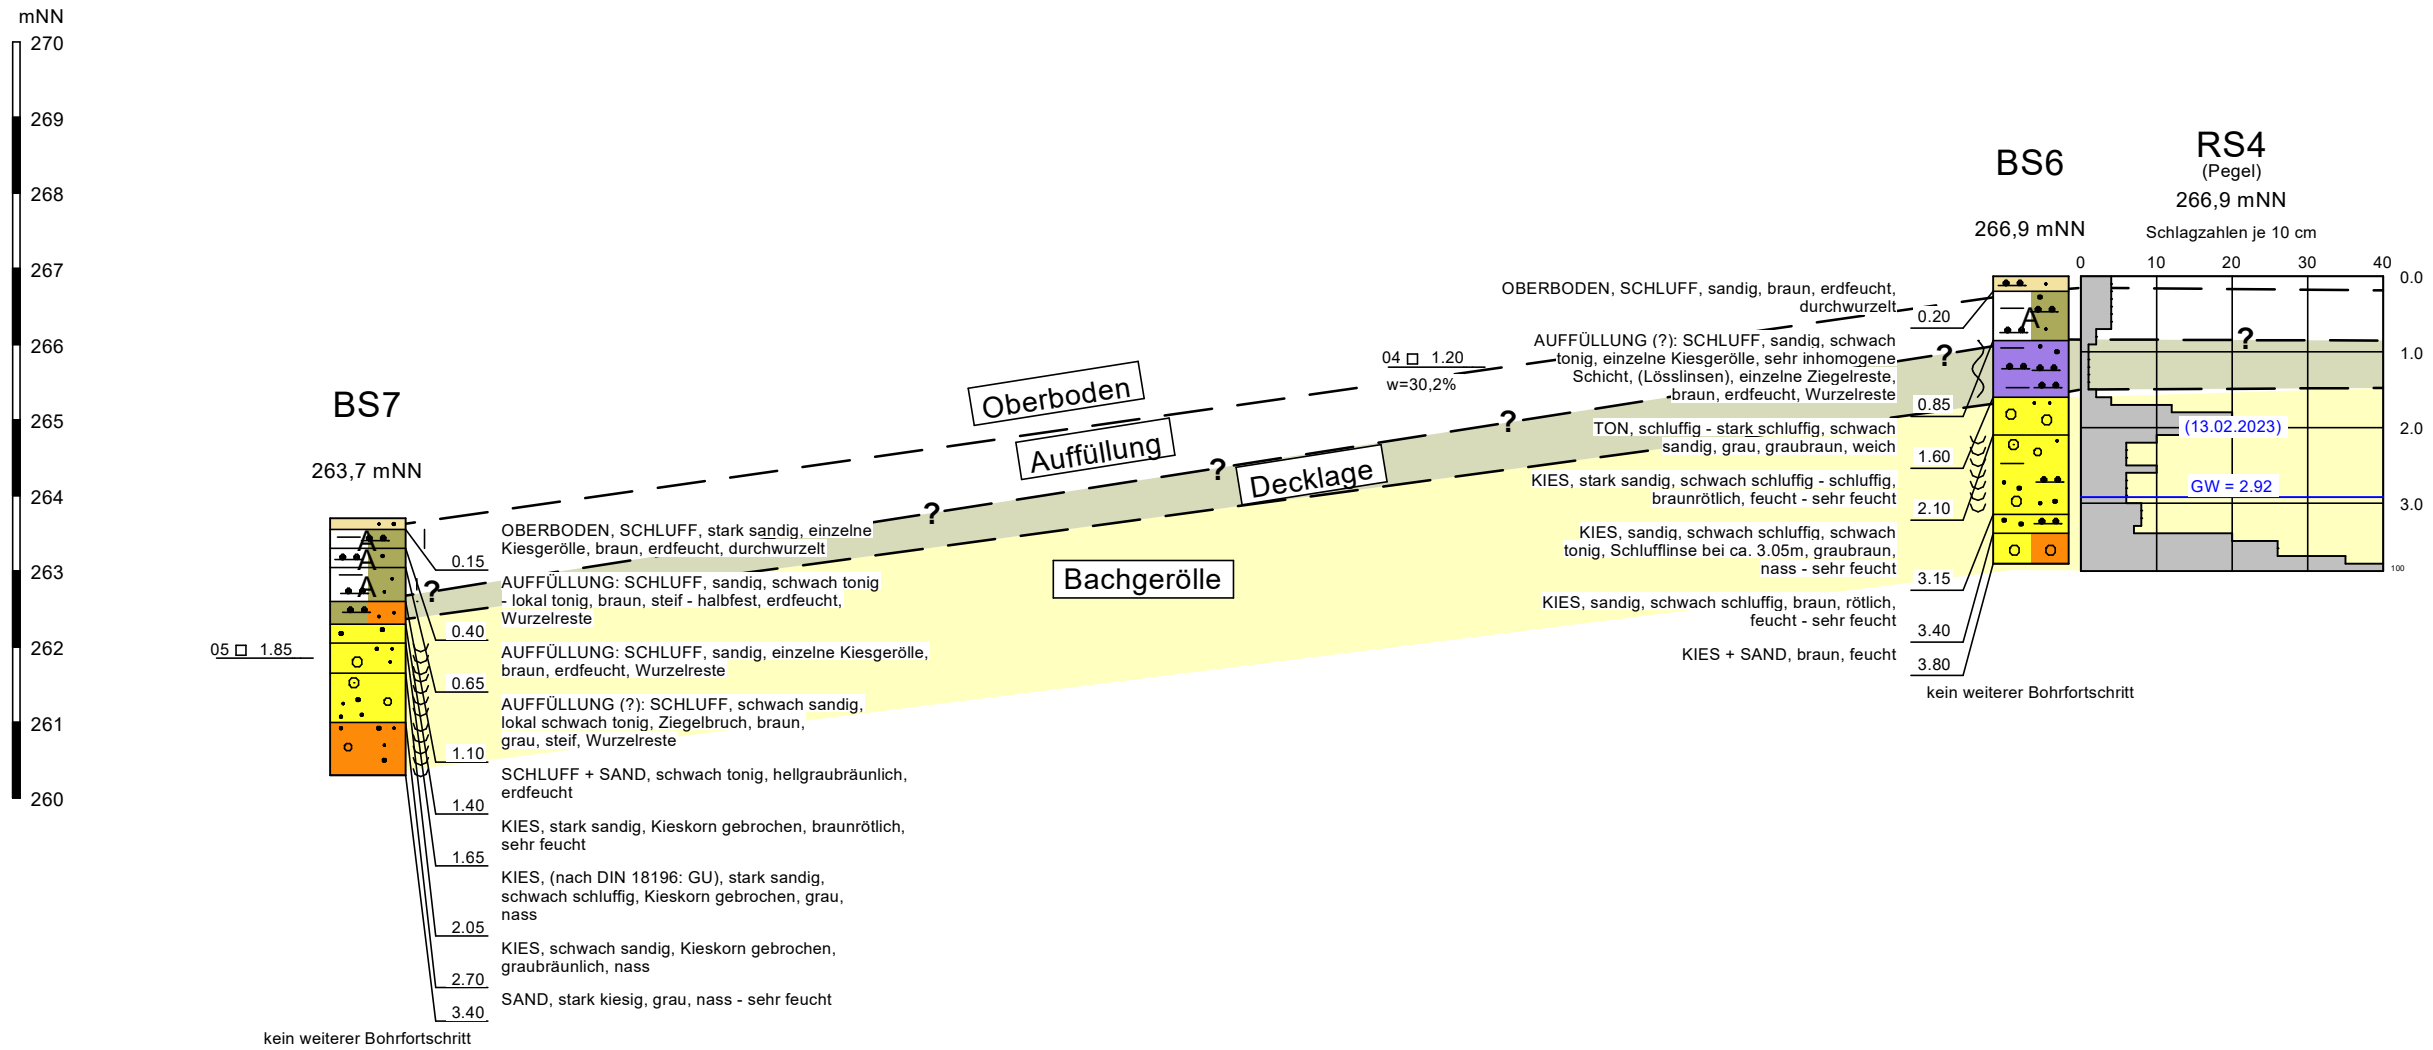 mNN
270
269
268
267
266
265
264
263
262
261
260
BS7
263,7 mNN
05 1.85
A
A
A
0.15
0.40
0.65
1.10
1.40
1.65
2.05
2.70
3.40
OBERBODEN, SCHLUFF, stark sandig, einzelne
Kiesgerölle, braun, erdfeucht, durchwurzelt
AUFFÜLLUNG: SCHLUFF, sandig, schwach tonig
- lokal tonig, braun, steif - halbfest, erdfeucht,
Wurzelreste
AUFFÜLLUNG: SCHLUFF, sandig, einzelne Kiesgerölle,
braun, erdfeucht, Wurzelreste
AUFFÜLLUNG (?): SCHLUFF, schwach sandig,
lokal schwach tonig, Ziegelbruch, braun,
grau, steif, Wurzelreste
SCHLUFF + SAND, schwach tonig, hellgraubräunlich,
erdfeucht
KIES, stark sandig, Kieskorn gebrochen, braunrötlich,
sehr feucht
KIES, (nach DIN 18196: GU), stark sandig,
schwach schluffig, Kieskorn gebrochen, grau,
nass
KIES, schwach sandig, Kieskorn gebrochen,
graubräunlich, nass
SAND, stark kiesig, grau, nass - sehr feucht
kein weiterer Bohrfortschritt
Oberboden
Auffüllung
Decklage
Bachgerölle
?
?
?
?
?
?
04 1.20
w=30,2%
BS6
266,9 mNN
A
OBERBODEN, SCHLUFF, sandig, braun, erdfeucht,
durchwurzelt
AUFFÜLLUNG (?): SCHLUFF, sandig, schwach
tonig, einzelne Kiesgerölle, sehr inhomogene
Schicht, (Lösslinsen), einzelne Ziegelreste,
braun, erdfeucht, Wurzelreste
TON, schluffig - stark schluffig, schwach
sandig, grau, graubraun, weich
KIES, stark sandig, schwach schluffig - schluffig,
braunrötlich, feucht - sehr feucht
KIES, sandig, schwach schluffig, schwach
tonig, Schlufflinse bei ca. 3.05m, graubraun,
nass - sehr feucht
KIES, sandig, schwach schluffig, braun, rötlich,
feucht - sehr feucht
KIES + SAND, braun, feucht
0.20
0.85
1.60
2.10
3.15
3.40
3.80
kein weiterer Bohrfortschritt
RS4
(Pegel)
266,9 mNN
Schlagzahlen je 10 cm
0 10 20 30 40
0.0
1.0
2.0
3.0
100
?
(13.02.2023)
GW = 2.92